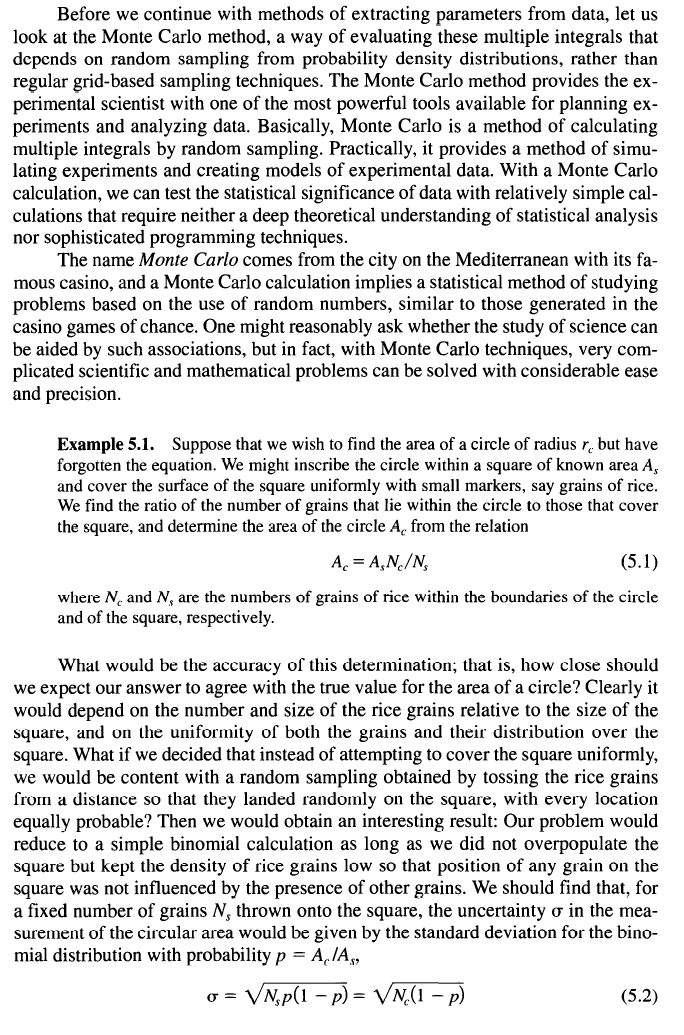 Before we continue with methods of extracting parameters from data, let us
look at the Monte Carlo method, a way of evaluating these multiple integrals that
depends on random sampling from probability density distributions, rather than
regular grid-based sampling techniques. The Monte Carlo method provides the ex-
perimental scientist with one of the most powerful tools available for planning ex-
periments and analyzing data. Basically, Monte Carlo is a method of calculating
multiple integrals by random sampling. Practically, it provides a method of simu-
lating experiments and creating models of experimental data. With a Monte Carlo
calculation, we can test the statistical significance of data with relatively simple cal-
culations that require neither a deep theoretical understanding of statistical analysis
nor sophisticated programming techniques.
The name Monte Carlo comes from the city on the Mediterranean with its fa-
mous casino, and a Monte Carlo calculation implies a statistical method of studying
problems based on the use of random numbers, similar to those generated in the
casino games of chance. One might reasonably ask whether the study of science can
be aided by such associations, but in fact, with Monte Carlo techniques, very com-
plicated scientific and mathematical problems can be solved with considerable ease
and precision.
Example 5.1. Suppose that we wish to find the area of a circle of radius r_c but have
forgotten the equation. We might inscribe the circle within a square of known area A_s
and cover the surface of the square uniformly with small markers, say grains of rice.
We find the ratio of the number of grains that lie within the circle to those that cover
the square, and determine the area of the circle A_c from the relation
A_c = A_sN_c/N_s (5.1)
where N_c and N_s are the numbers of grains of rice within the boundaries of the circle
and of the square, respectively.
What would be the accuracy of this determination; that is, how close should
we expect our answer to agree with the true value for the area of a circle? Clearly it
would depend on the number and size of the rice grains relative to the size of the
square, and on the uniformity of both the grains and their distribution over the
square. What if we decided that instead of attempting to cover the square uniformly,
we would be content with a random sampling obtained by tossing the rice grains
from a distance so that they landed randomly on the square, with every location
equally probable? Then we would obtain an interesting result: Our problem would
reduce to a simple binomial calculation as long as we did not overpopulate the
square but kept the density of rice grains low so that position of any grain on the
square was not influenced by the presence of other grains. We should find that, for
a fixed number of grains N_s thrown onto the square, the uncertainty σ in the mea-
surement of the circular area would be given by the standard deviation for the bino-
mial distribution with probability p = A_c/A_s,
σ = √N_sp(1 − p) = √N_c(1 − p) (5.2)